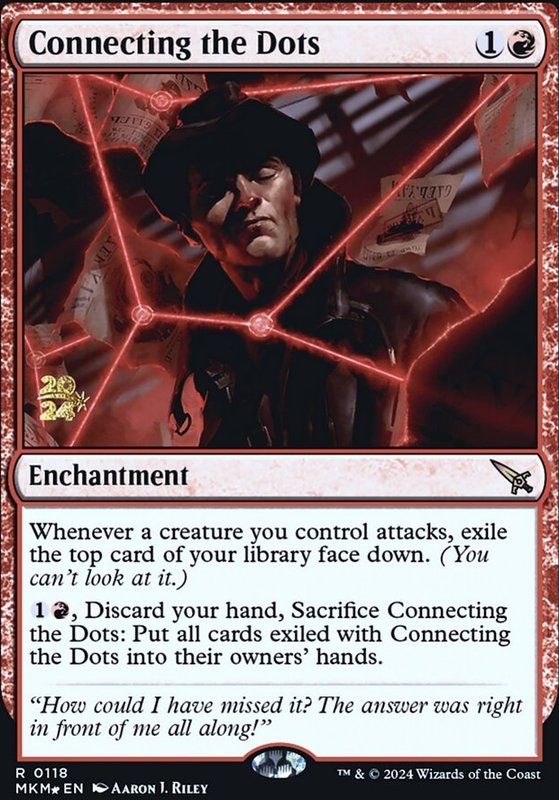 Connecting the Dots 1
20
24
Enchantment
Whenever a creature you control attacks, exile
the top card of your library face down. (You
can't look at it.)
1, Discard your hand, Sacrifice Connecting
the Dots: Put all cards exiled with Connecting
the Dots into their owners' hands.
"How could I have missed it? The answer was right
in front of me all along!"
R 0118
MKM★EN Aaron J. Riley
™ & © 2024 Wizards of the Coast